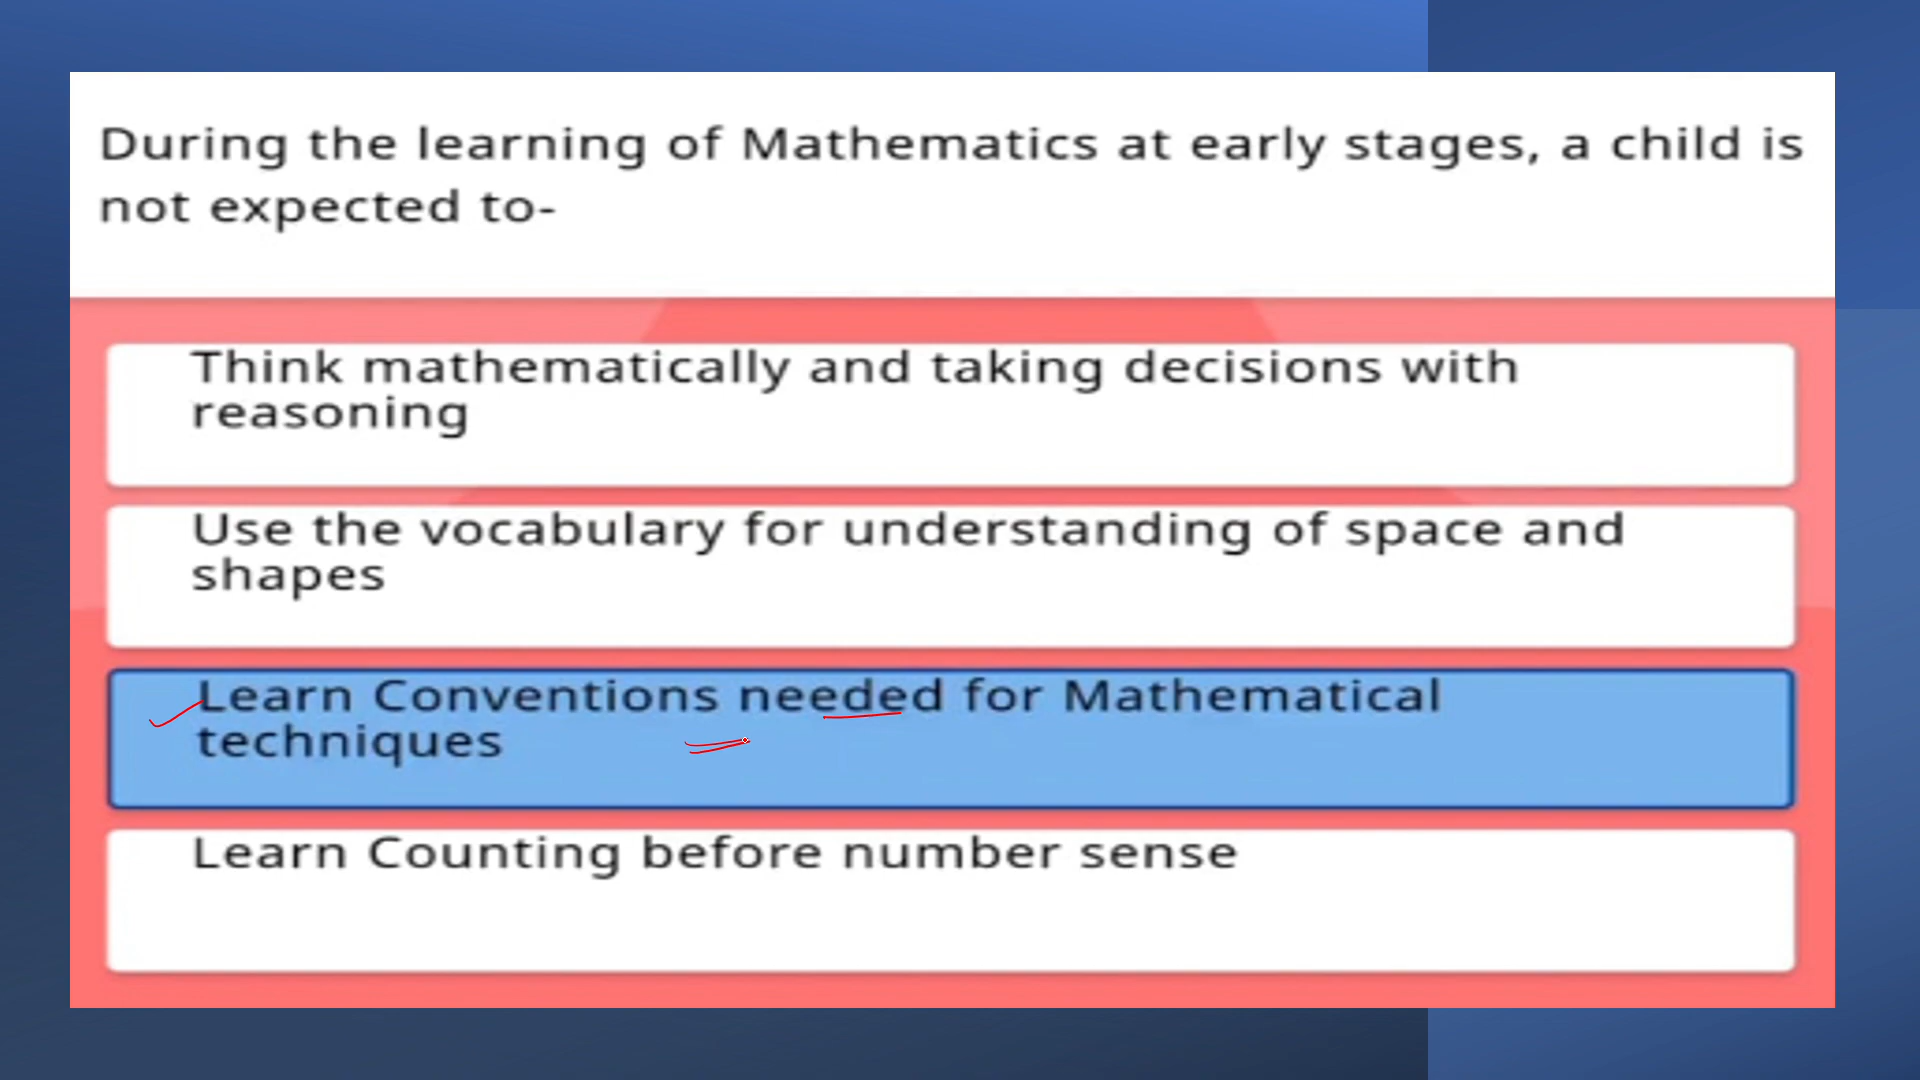 During the learning of Mathematics at early stages, a child is
not expected to-
Think mathematically and taking decisions with
reasoning
Use the vocabulary for understanding of space and
shapes
Learn Conventions needed for Mathematical
techniques
Learn Counting before number sense